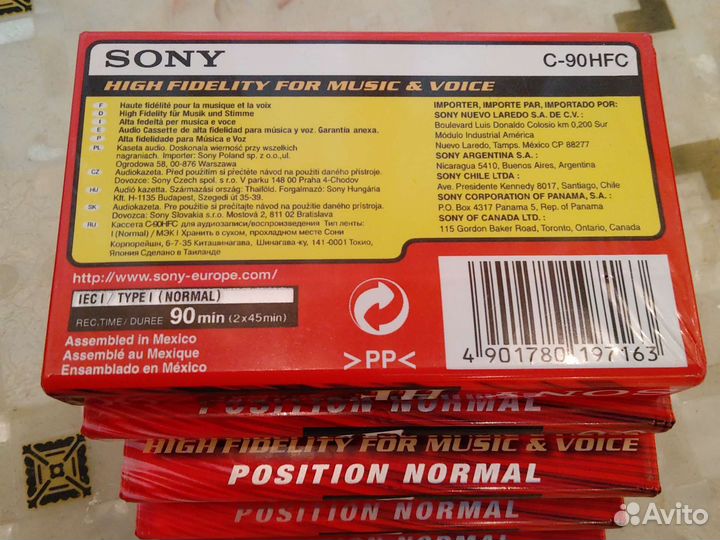 SONY
C-90HFC
HIGH FIDELITY FOR MUSIC & VOICE
F Haute fidélité pour la musique et la voix
D High Fidelity für Musik und Stimme
I Alta fedeltà per musica e voce
E Audio Cassette de alta fidelidad para música y voz. Garantía anexa.
P Alta fidelidade para Música e Voz
PL Kaseta audio. Doskonała wierność przy wszelkich
nagraniach. Importer: Sony Poland sp. z o.o.,ul.
Ogrodowa 58, 00-876 Warszawa
CZ Audiokazeta. Před použitím si přečtěte návod na použití daného přístroje.
Dovozce: Sony Czech spol.s r.o. V parku 148 00 Praha 4-Chodov
HU Audió kazetta. Származási ország: Thaiföld. Forgalmazó: Sony Hungária
Kft. H-1135 Budapest, Szegedi út 35-39.
SK Audiokazeta. Pre použitie si prečítajte návod na použitie daného prístroja.
Dovozca: Sony Slovakia s.r.o. Mostová 2, 811 02 Bratislava
RU Кассета C-90HFC для аудиозаписи/воспроизведения Тип ленты:
I (Normal) / МЭК I Хранить в сухом, прохладном месте Сони
Корпорейшн, 6-7-35 Киташинагава, Шинагава-ку, 141-0001 Токио,
Япония Сделано в Таиланде
IMPORTER, IMPORTE PAR, IMPORTADO POR:
SONY NUEVO LAREDO S.A. DE C.V.:
Boulevard Luis Donaldo Colosio km 0,200 Sur
Módulo Industrial América
Nuevo Laredo, Tamps. México CP 88277
SONY ARGENTINA S.A.:
Nicaragua 5410, Buenos Aires, Argentina
SONY CHILE LTDA :
Ave. Presidente Kennedy 8017, Santiago, Chile
SONY CORPORATION OF PANAMA, S.A.:
P.O. Box 4317 Panama 5, Rep. of Panama
SONY OF CANADA LTD.:
115 Gordon Baker Road, Toronto, Ontario, Canada
http://www.sony-europe.com/
IEC I / TYPE I (NORMAL)
REC.TIME/ DUREE 90 min (2x45min)
Assembled in Mexico
Assemblé au Mexique
Ensamblado en México
>PP<
4 901780 197163
POSITION NORMAL
HF
SONY
HIGH FIDELITY FOR MUSIC & VOICE
POSITION NORMAL
POSITION NORMAL
Avito